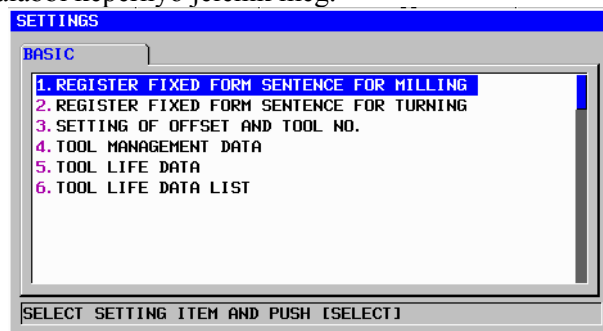 SETTINGS
BASIC
1. REGISTER FIXED FORM SENTENCE FOR MILLING
2. REGISTER FIXED FORM SENTENCE FOR TURNING
3. SETTING OF OFFSET AND TOOL NO.
4. TOOL MANAGEMENT DATA
5. TOOL LIFE DATA
6. TOOL LIFE DATA LIST
SELECT SETTING ITEM AND PUSH [SELECT]